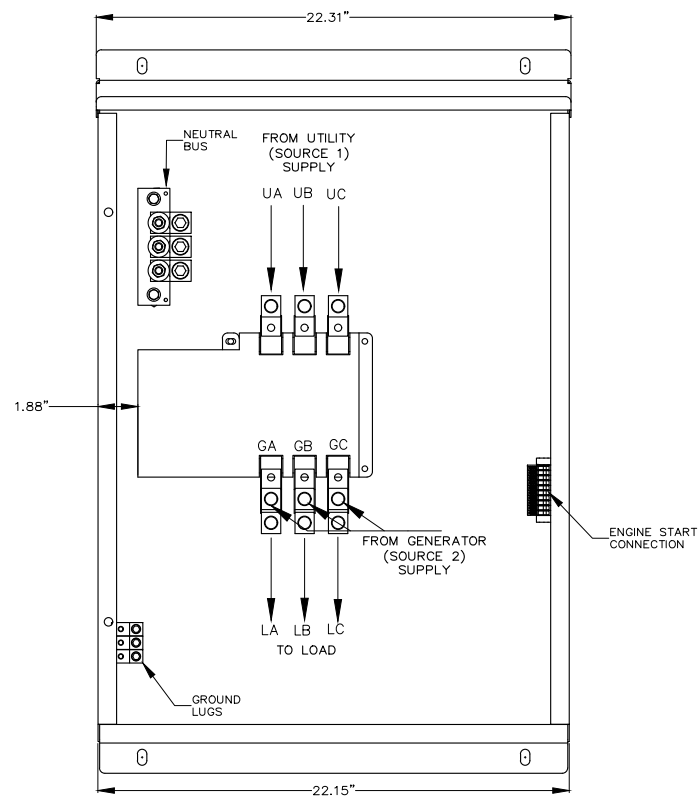 22.31"
NEUTRAL
BUS
FROM UTILITY
(SOURCE 1)
SUPPLY
UA UB UC
1.88"
GA GB GC
ENGINE START
CONNECTION
FROM GENERATOR
(SOURCE 2)
SUPPLY
LA LB LC
TO LOAD
GROUND
LUGS
22.15"